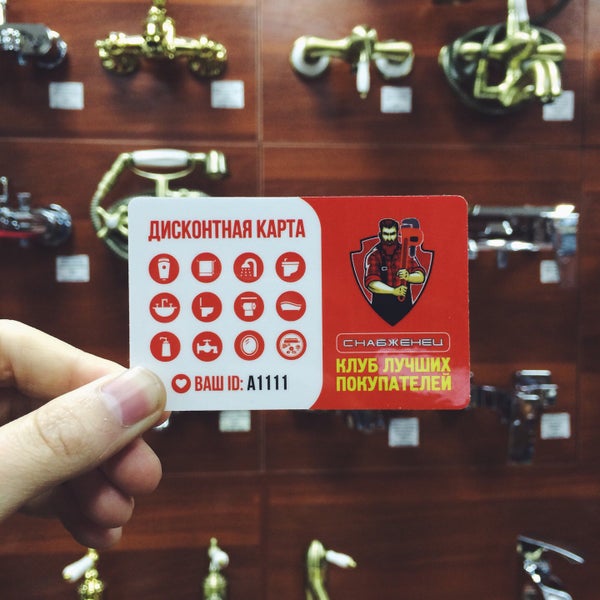 ДИСКОНТНАЯ КАРТА
ВАШ ID: A1111
СНАБЖЕНЕЦ
КЛУБ ЛУЧШИХ
ПОКУПАТЕЛЕЙ